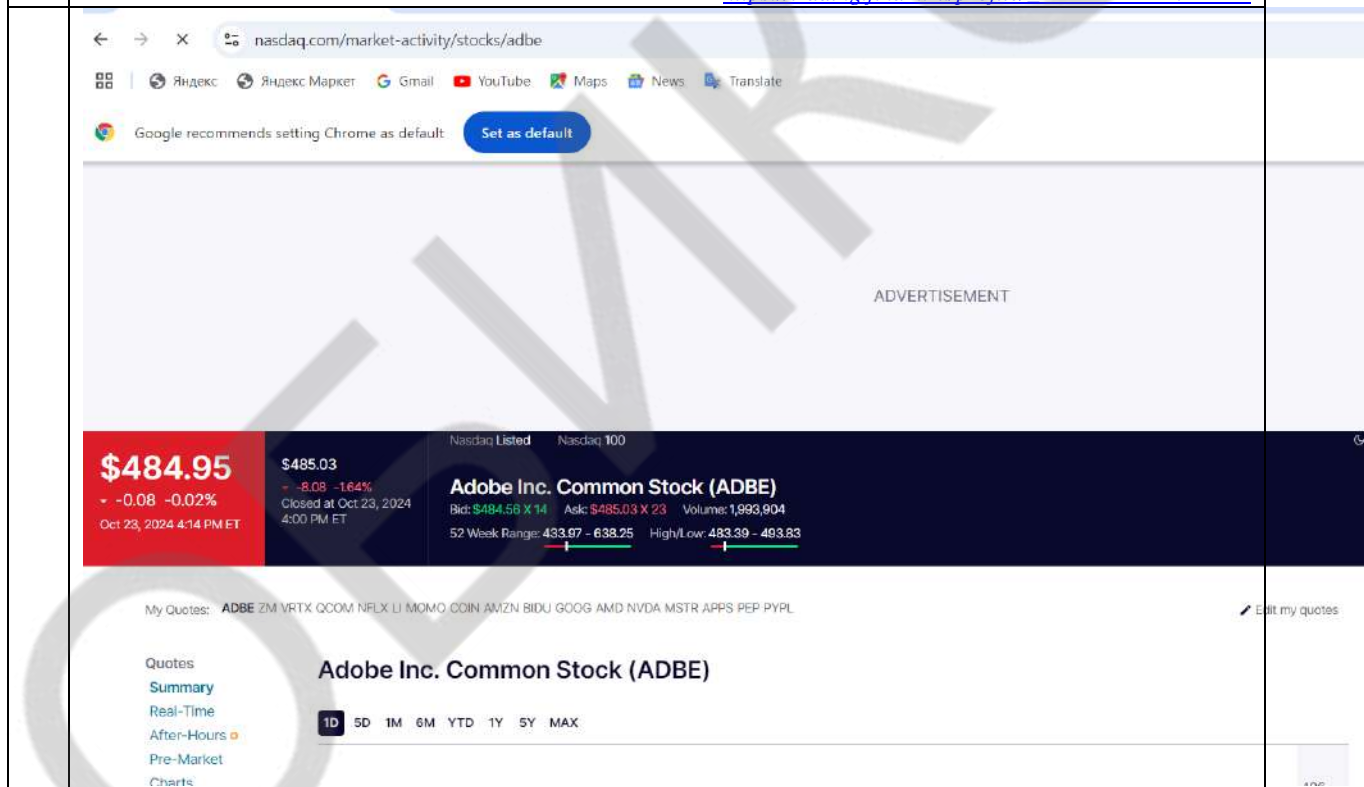 nasdaq.com/market-activity/stocks/adbe
Яндекс Яндекс Маркет Gmail YouTube Maps News Translate
Google recommends setting Chrome as default Set as default
ADVERTISEMENT
Nasdaq Listed Nasdaq 100
$484.95
-0.08 -0.02%
Oct 23, 2024 4:14 PM ET
$485.03
-8.08 -1.64%
Closed at Oct 23, 2024
4:00 PM ET
Adobe Inc. Common Stock (ADBE)
Bid: $484.56 X 14 Ask: $485.03 X 23 Volume: 1,993,904
52 Week Range: 433.97 - 638.25 High/Low: 483.39 - 493.83
My Quotes: ADBE ZM VRTX QCOM NFLX LI MOMO COIN AMZN BIDU GOOG AMD NVDA MSTR APPS PEP PYPL
Edit my quotes
Quotes
Summary
Real-Time
After-Hours
Pre-Market
Charts
Adobe Inc. Common Stock (ADBE)
1D 5D 1M 6M YTD 1Y 5Y MAX